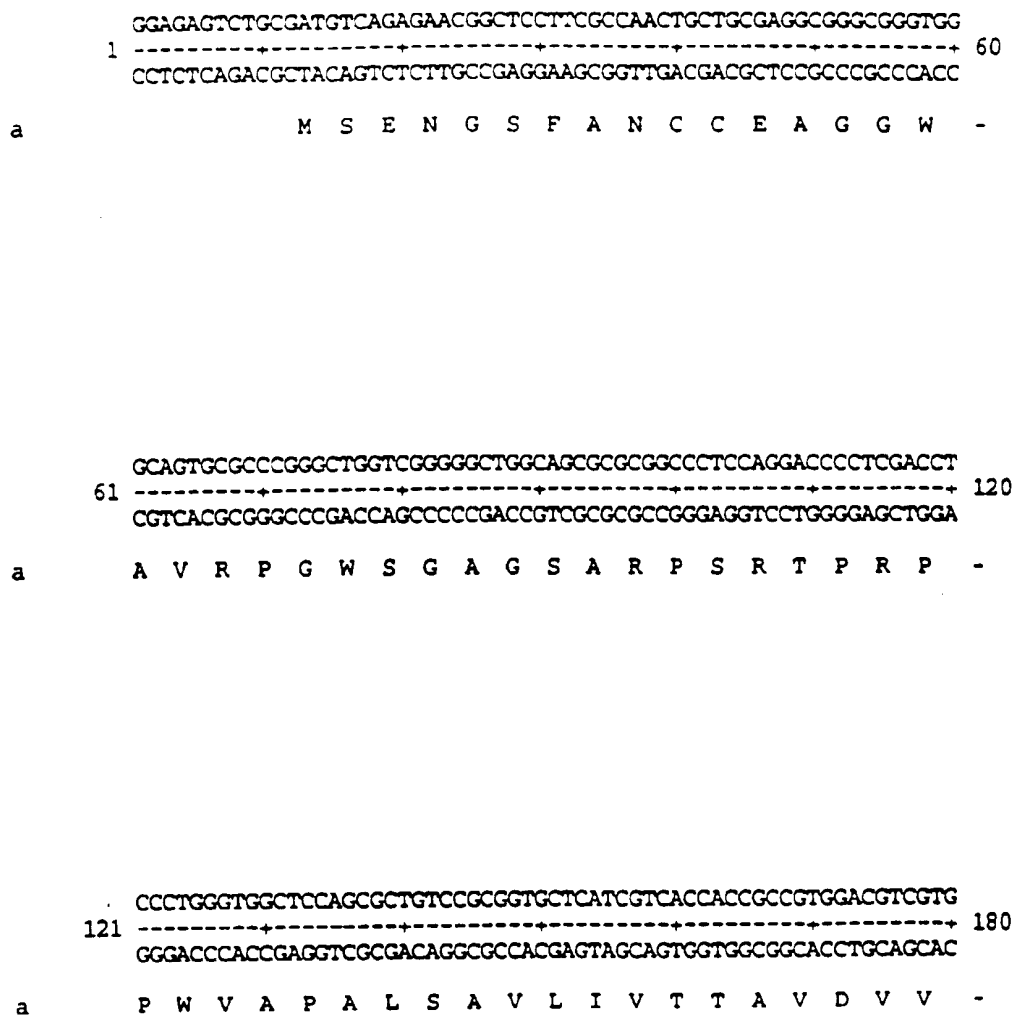 GGAGAGTCTGCGATGTCAGAGAACGGCTCCTTCGCCAACTGCTGCGAGGCGGGCGGGTGG
1 ---------+---------+---------+---------+---------+---------+ 60
CCTCTCAGACGCTACAGTCTCTTGCCGAGGAAGCGGTTGACGACGCTCCGCCCGCCCACC
a M S E N G S F A N C C E A G G W -
GCAGTGCGCCCGGGCTGGTCGGGGGCTGGCAGCGCGCGGCCCTCCAGGACCCCTCGACCT
61 ---------+---------+---------+---------+---------+---------+ 120
CGTCACGCGGGCCCGACCAGCCCCCGACCGTCGCGCGCCGGGAGGTCCTGGGGAGCTGGA
a A V R P G W S G A G S A R P S R T P R P -
CCCTGGGTGGCTCCAGCGCTGTCCGCGGTGCTCATCGTCACCACCGCCGTGGACGTCGTG
121 ---------+---------+---------+---------+---------+---------+ 180
GGGACCCACCGAGGTCGCGACAGGCGCCACGAGTAGCAGTGGTGGCGGCACCTGCAGCAC
a P W V A P A L S A V L I V T T A V D V V -